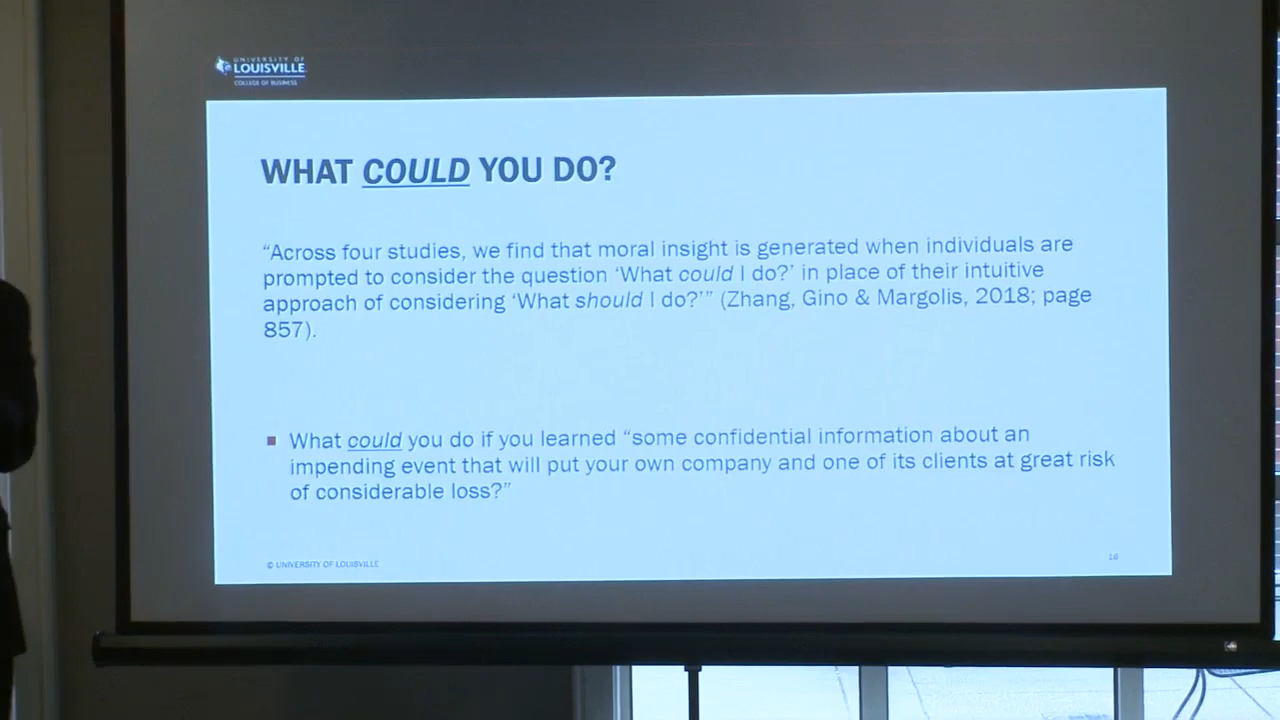 UNIVERSITY OF
LOUISVILLE
COLLEGE OF BUSINESS
WHAT COULD YOU DO?
“Across four studies, we find that moral insight is generated when individuals are
prompted to consider the question ‘What could I do?’ in place of their intuitive
approach of considering ‘What should I do?’” (Zhang, Gino & Margolis, 2018; page
857).
What could you do if you learned “some confidential information about an
impending event that will put your own company and one of its clients at great risk
of considerable loss?”
© UNIVERSITY OF LOUISVILLE
16